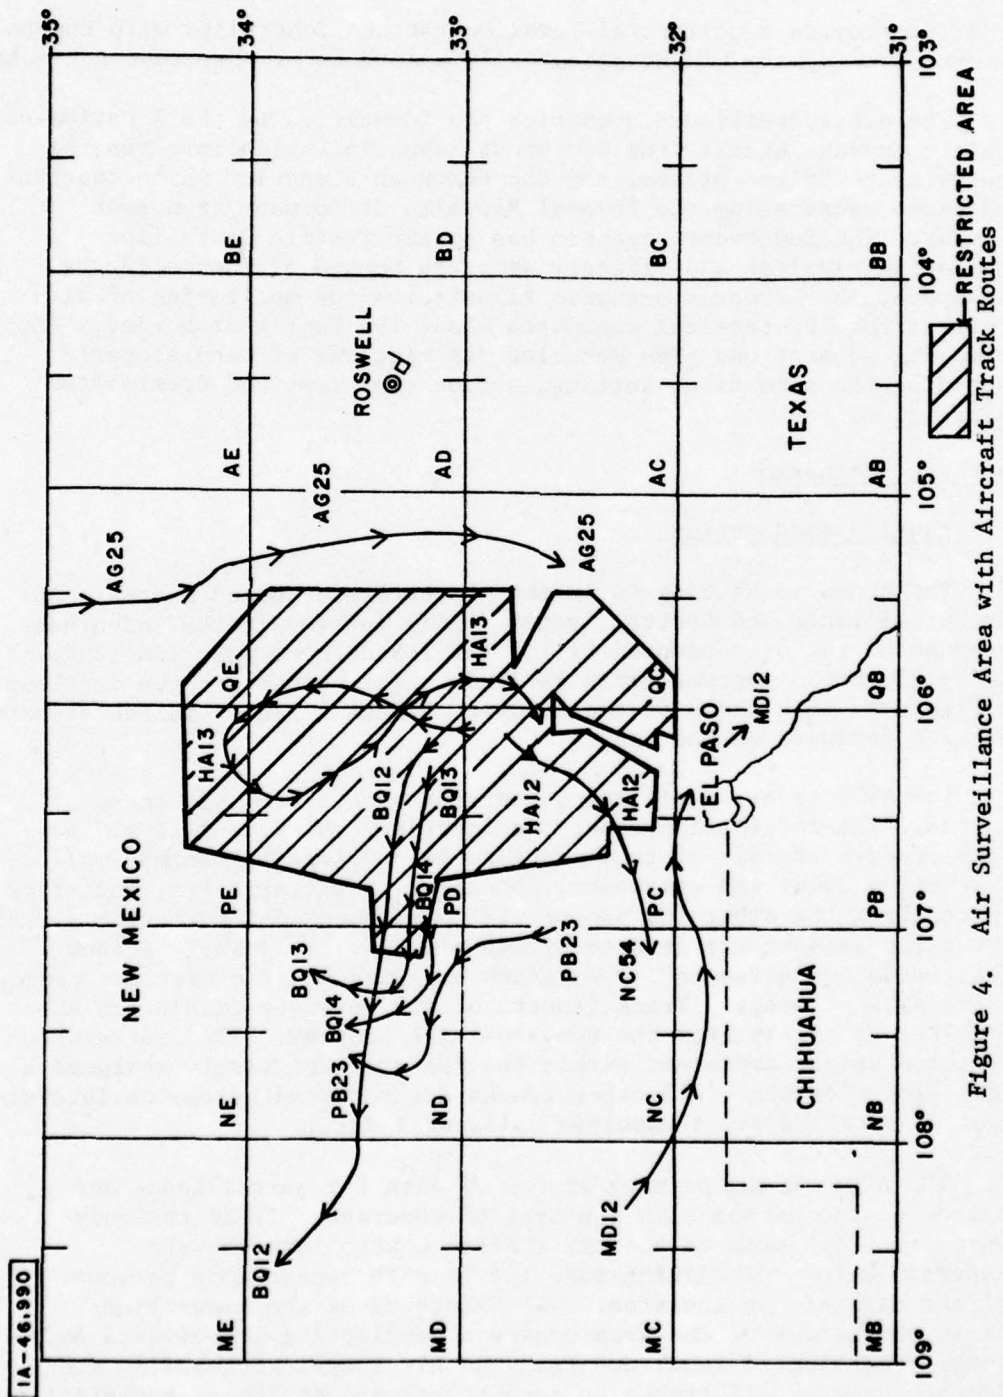 IA-46,990
35°
AG25
NEW MEXICO
HA13
ME NE PE QE AE BE
34°
BQ12
BQ13
AG25
BQ14
PB23
ROSWELL
BQ12
BQ14
BQ13
MD ND PD AD BD
33°
HA13
HA12
PB23
AG25
MD12
NC54
HA12
MC NC PC QC AC BC
32°
EL PASO
MD12
CHIHUAHUA
TEXAS
MB NB PB QB AB BB
31°
109° 108° 107° 106° 105° 104° 103°
RESTRICTED AREA
Figure 4. Air Surveillance Area with Aircraft Track Routes